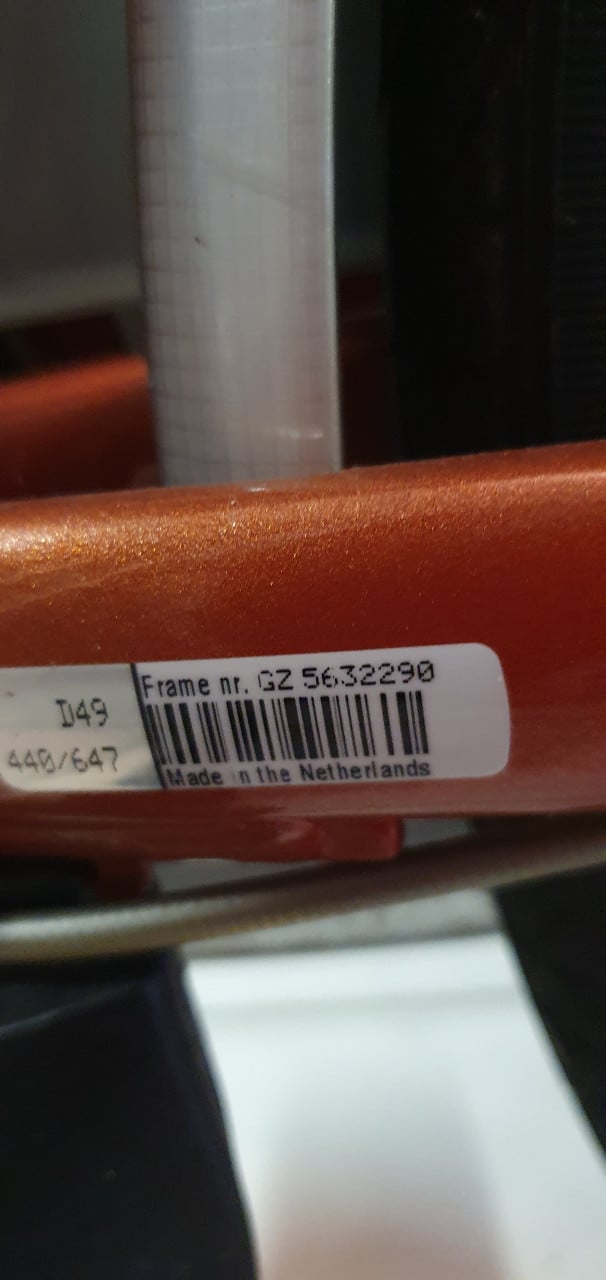 D49
440/647
Frame nr. GZ 5632290
Made in the Netherlands